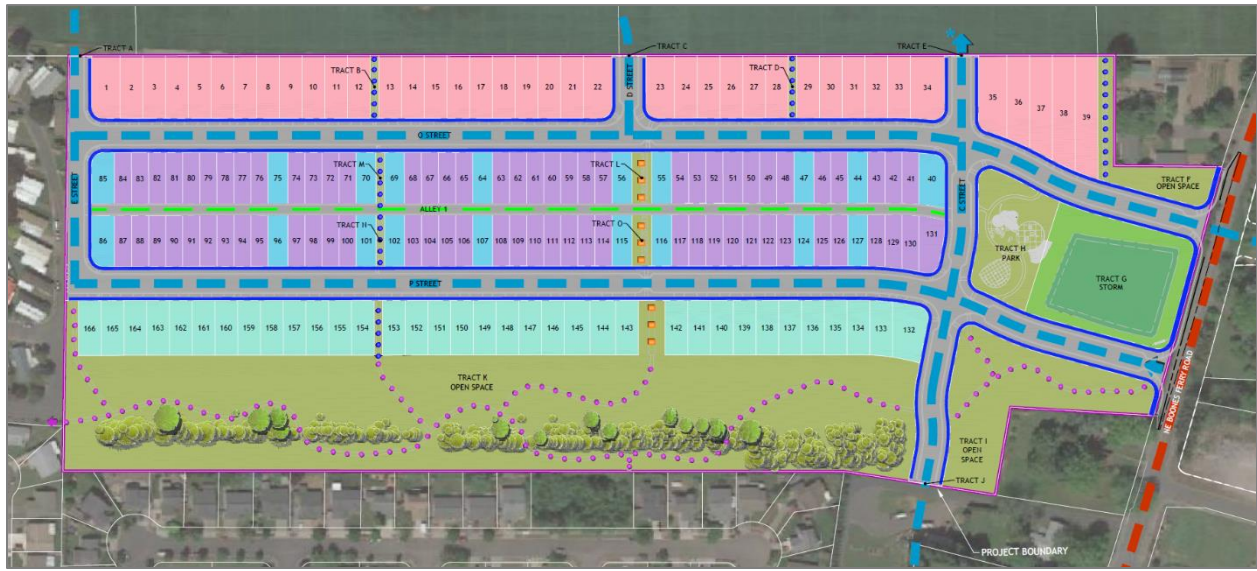 TRACT A
TRACT C
TRACT E
TRACT B
TRACT D
1 2 3 4 5 6 7 8 9 10 11 12 13 14 15 16 17 18 19 20 21 22 23 24 25 26 27 28 29 30 31 32 33 34 35 36 37 38 39
D STREET
O STREET
TRACT M
TRACT L
TRACT F
OPEN SPACE
85 84 83 82 81 80 79 78 77 76 75 74 73 72 71 70 69 68 67 66 65 64 63 62 61 60 59 58 57 56 55 54 53 52 51 50 49 48 47 46 45 44 43 42 41 40
E STREET
C STREET
ALLEY 1
TRACT H
TRACT O
TRACT H
PARK
86 87 88 89 90 91 92 93 94 95 96 97 98 99 100 101 102 103 104 105 106 107 108 109 110 111 112 113 114 115 116 117 118 119 120 121 122 123 124 125 126 127 128 129 130 131
TRACT G
STORM
P STREET
166 165 164 163 162 161 160 159 158 157 156 155 154 153 152 151 150 149 148 147 146 145 144 143 142 141 140 139 138 137 136 135 134 133 132
NE BOONES FERRY ROAD
TRACT K
OPEN SPACE
TRACT I
OPEN
SPACE
TRACT J
PROJECT BOUNDARY